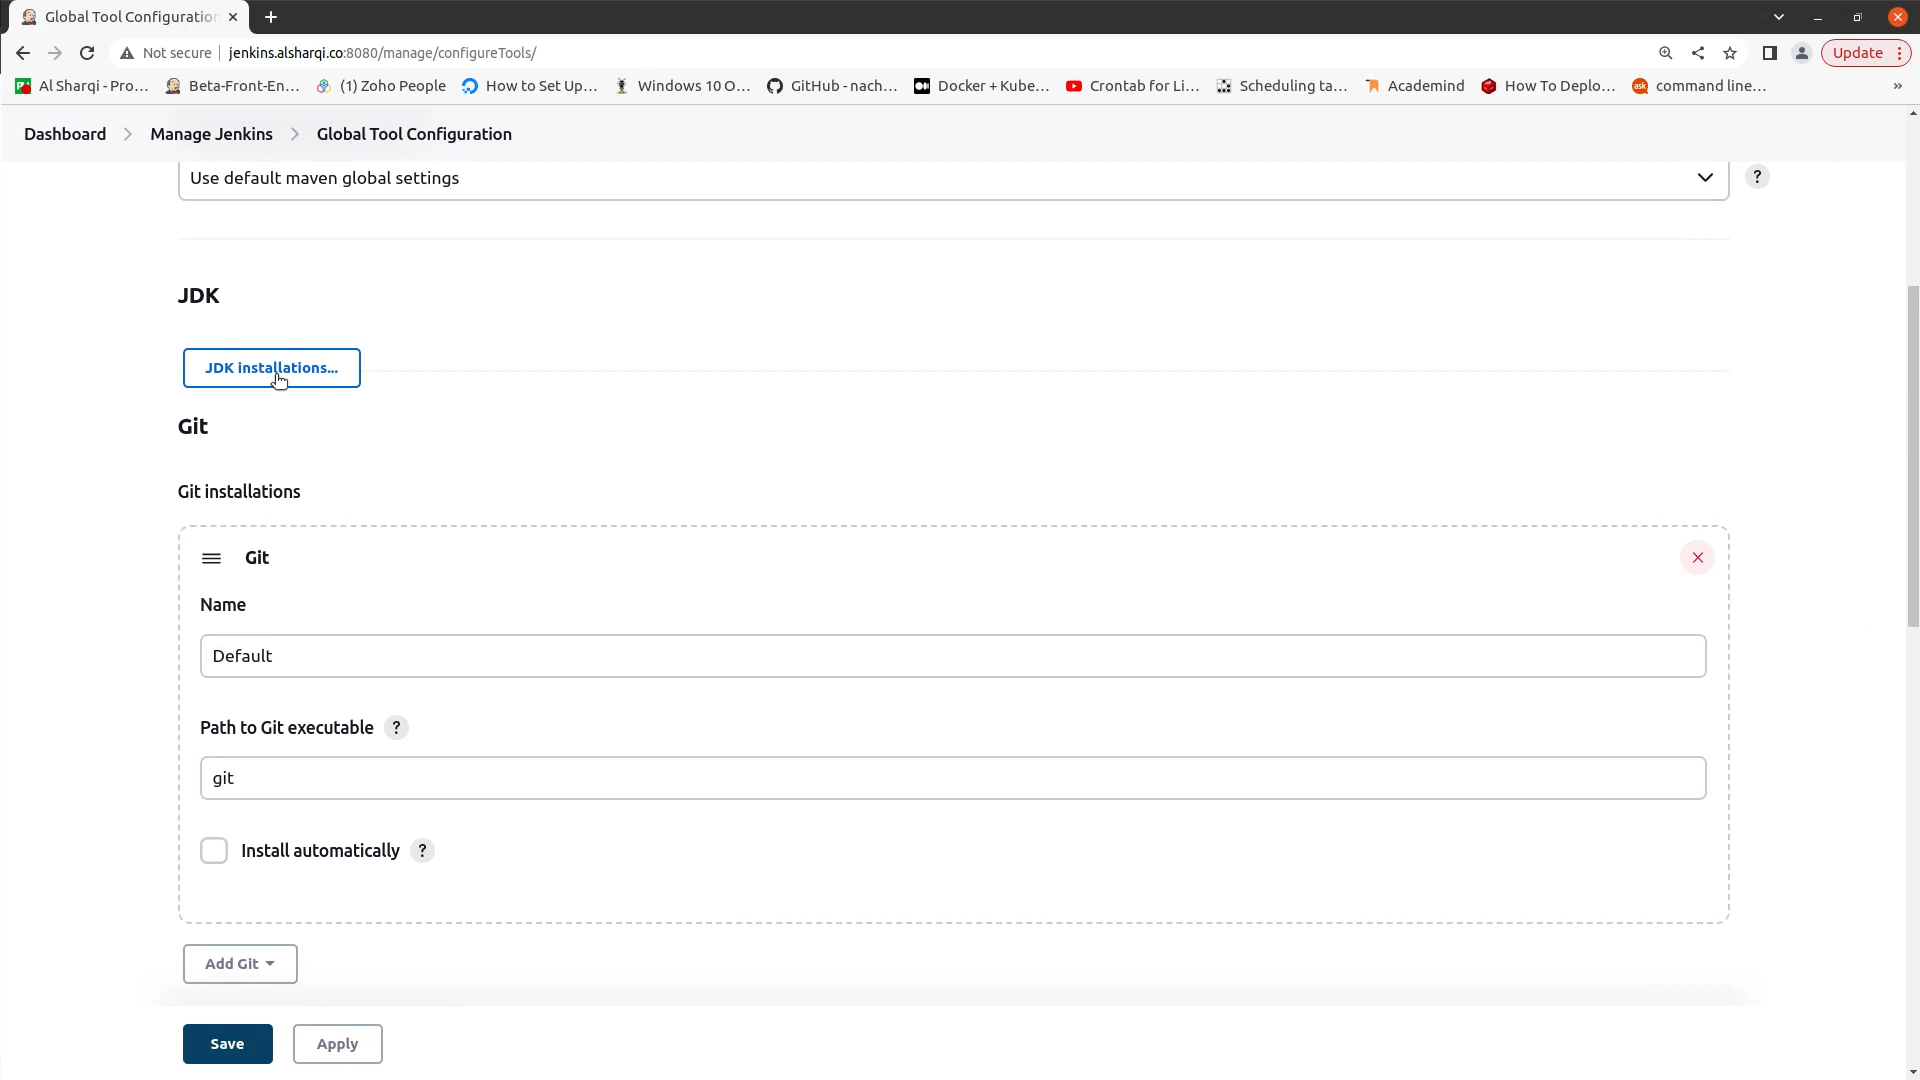 Global Tool Configuration
Not secure
jenkins.alsharqi.co:8080/manage/configureTools/
Update
Al Sharqi - Pro...
Beta-Front-En...
(1) Zoho People
How to Set Up...
Windows 10 O...
GitHub - nach...
Docker + Kube...
Crontab for Li...
Scheduling ta...
Academind
How To Deplo...
ask
command line...
»
Dashboard
Manage Jenkins
Global Tool Configuration
Use default maven global settings
?
JDK
JDK installations...
Git
Git installations
Git
Name
Default
Path to Git executable ?
git
Install automatically ?
Add Git
Save
Apply